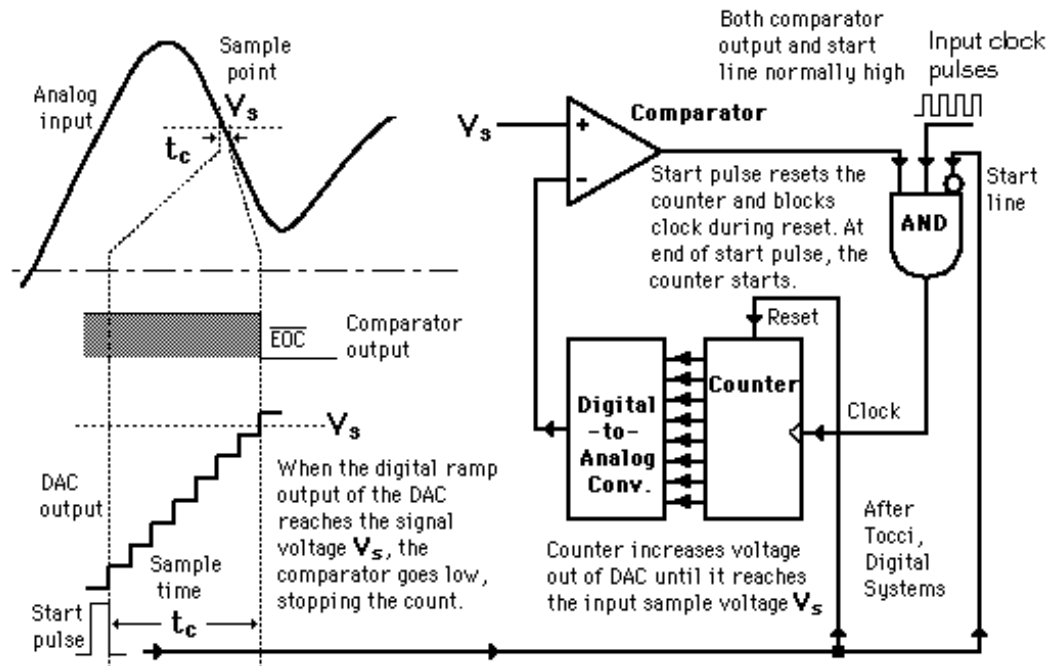 Both comparator
output and start
line normally high
Input clock
pulses
Sample
point
Vs
Analog
input
tc
Vs
+
-
Comparator
Start pulse resets the
counter and blocks
clock during reset. At
end of start pulse, the
counter starts.
AND
Start
line
EOC
Comparator
output
Reset
Counter
Digital
-to-
Analog
Conv.
Clock
Vs
DAC
output
When the digital ramp
output of the DAC
reaches the signal
voltage Vs, the
comparator goes low,
stopping the count.
Sample
time
Start
pulse
tc
Counter increases voltage
out of DAC until it reaches
the input sample voltage Vs
After
Tocci,
Digital
Systems